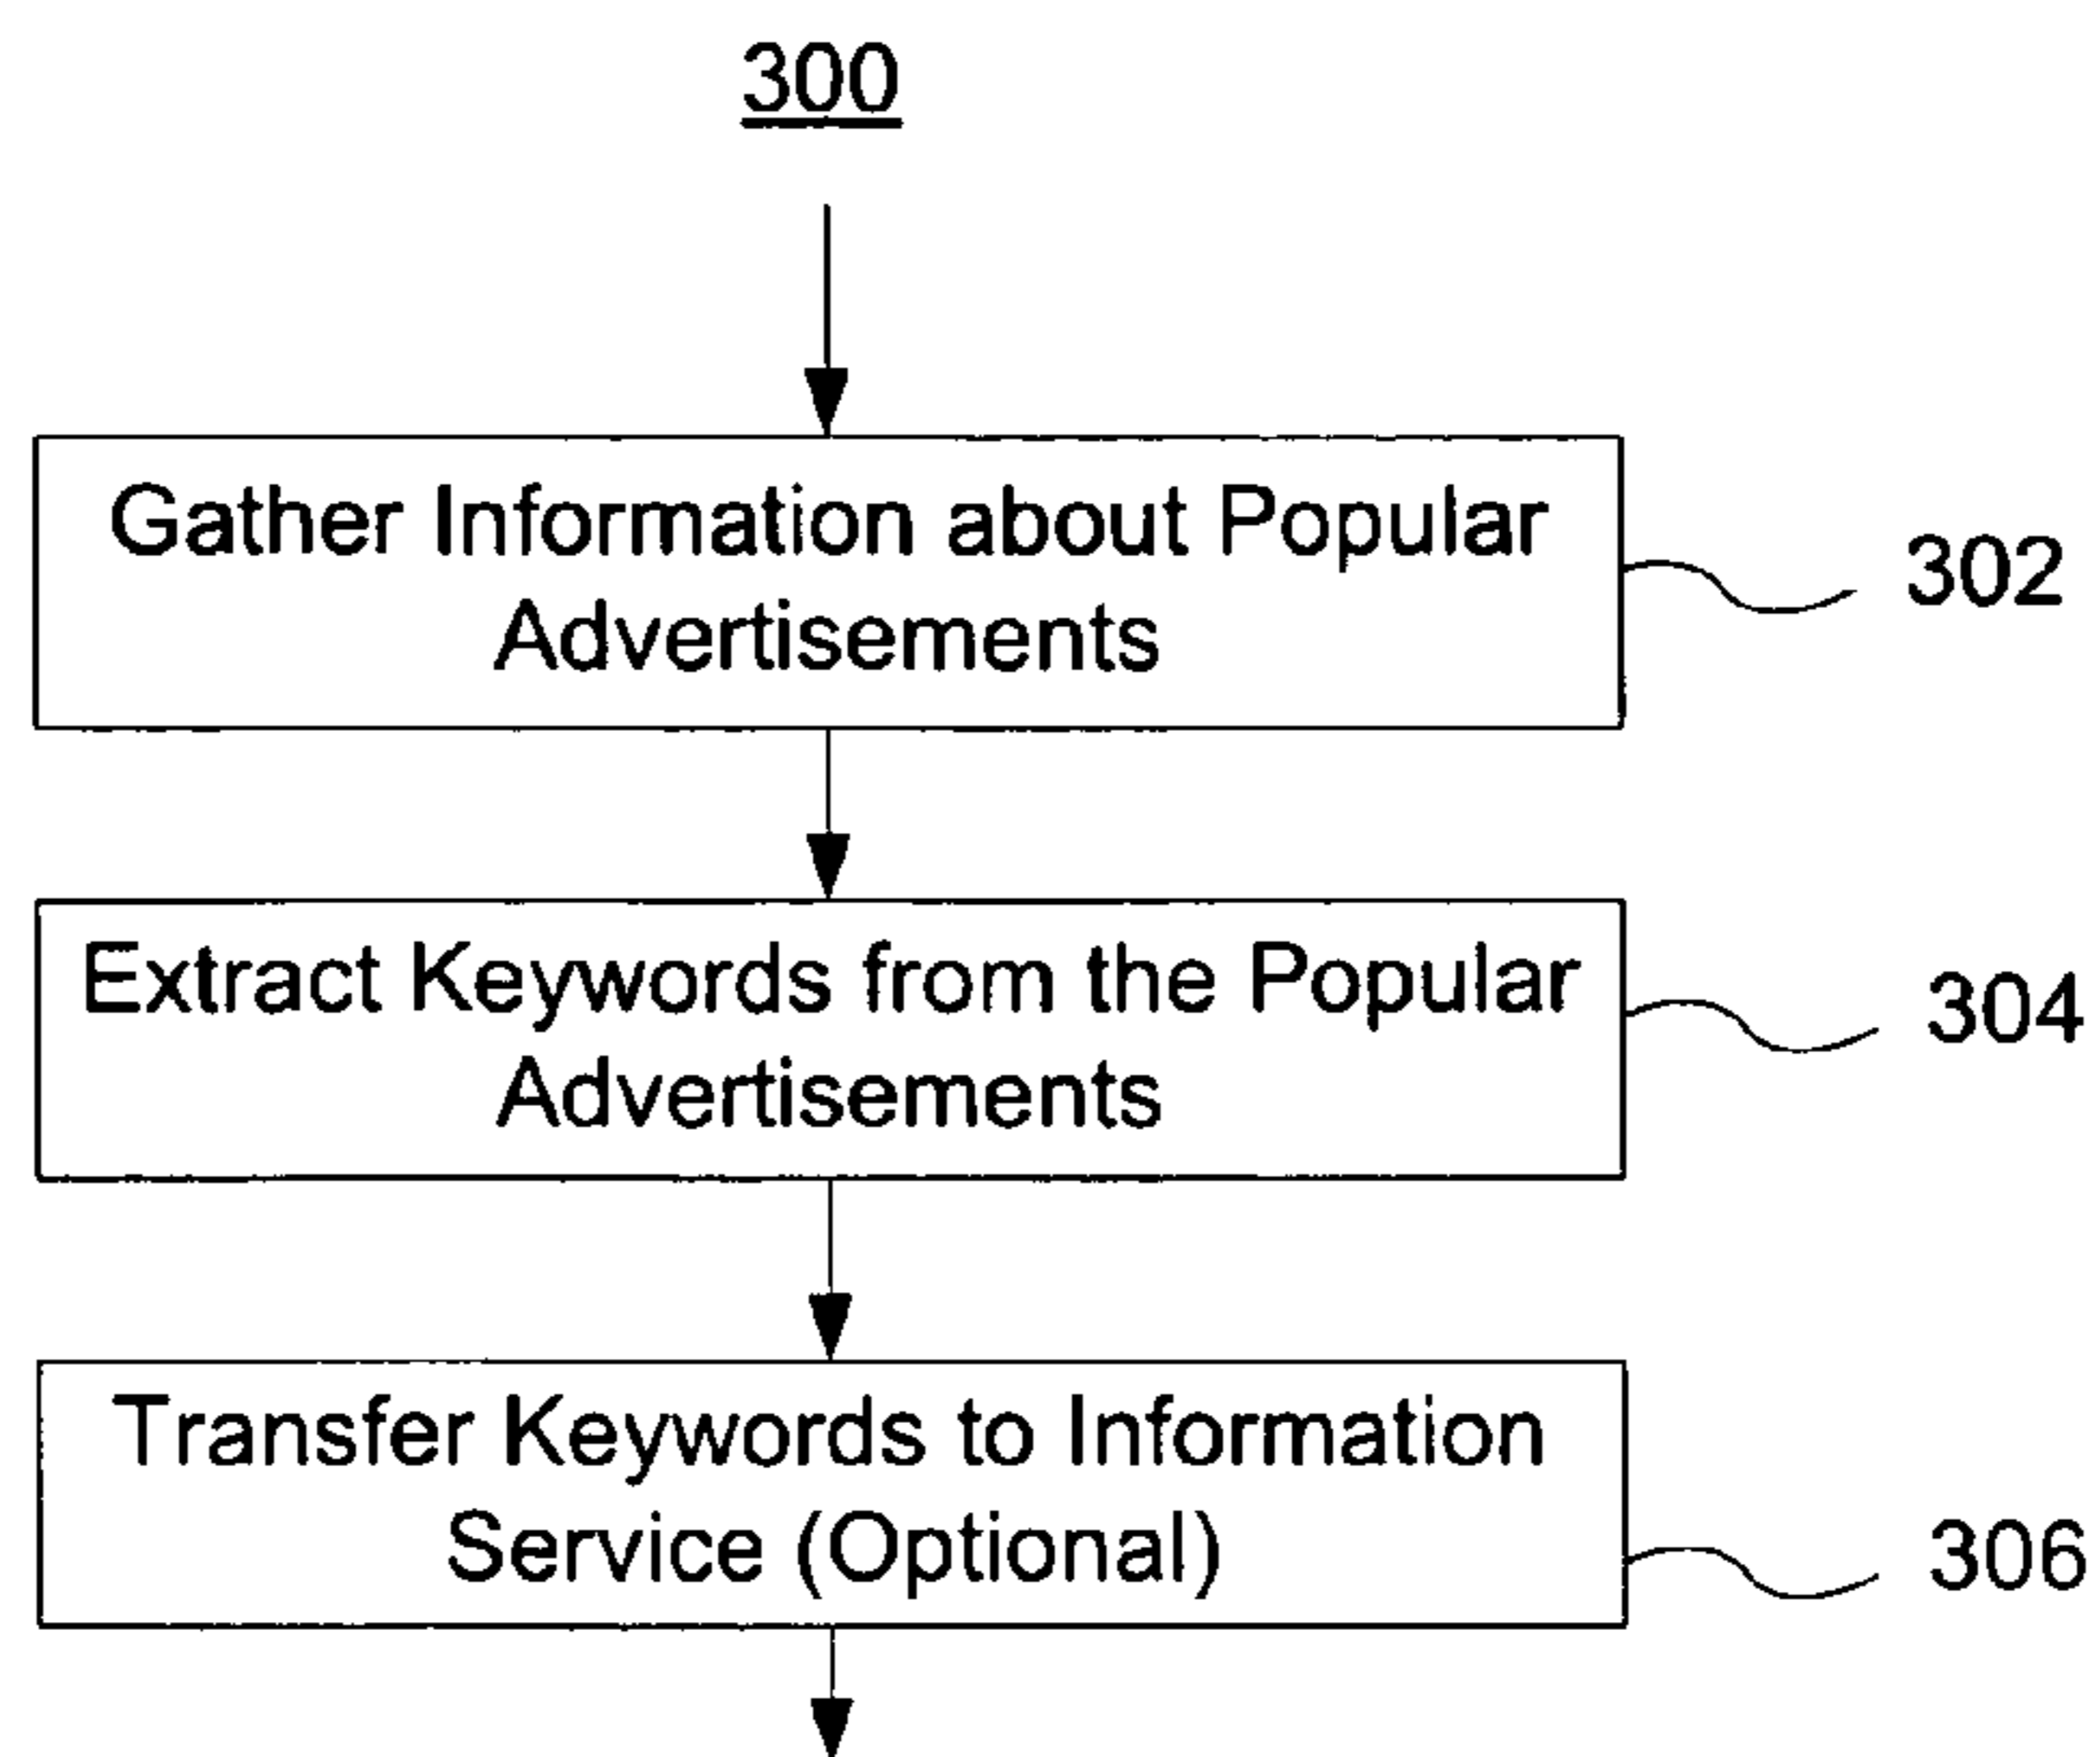 300
Gather Information about Popular
Advertisements
302
Extract Keywords from the Popular
Advertisements
304
Transfer Keywords to Information
Service (Optional)
306